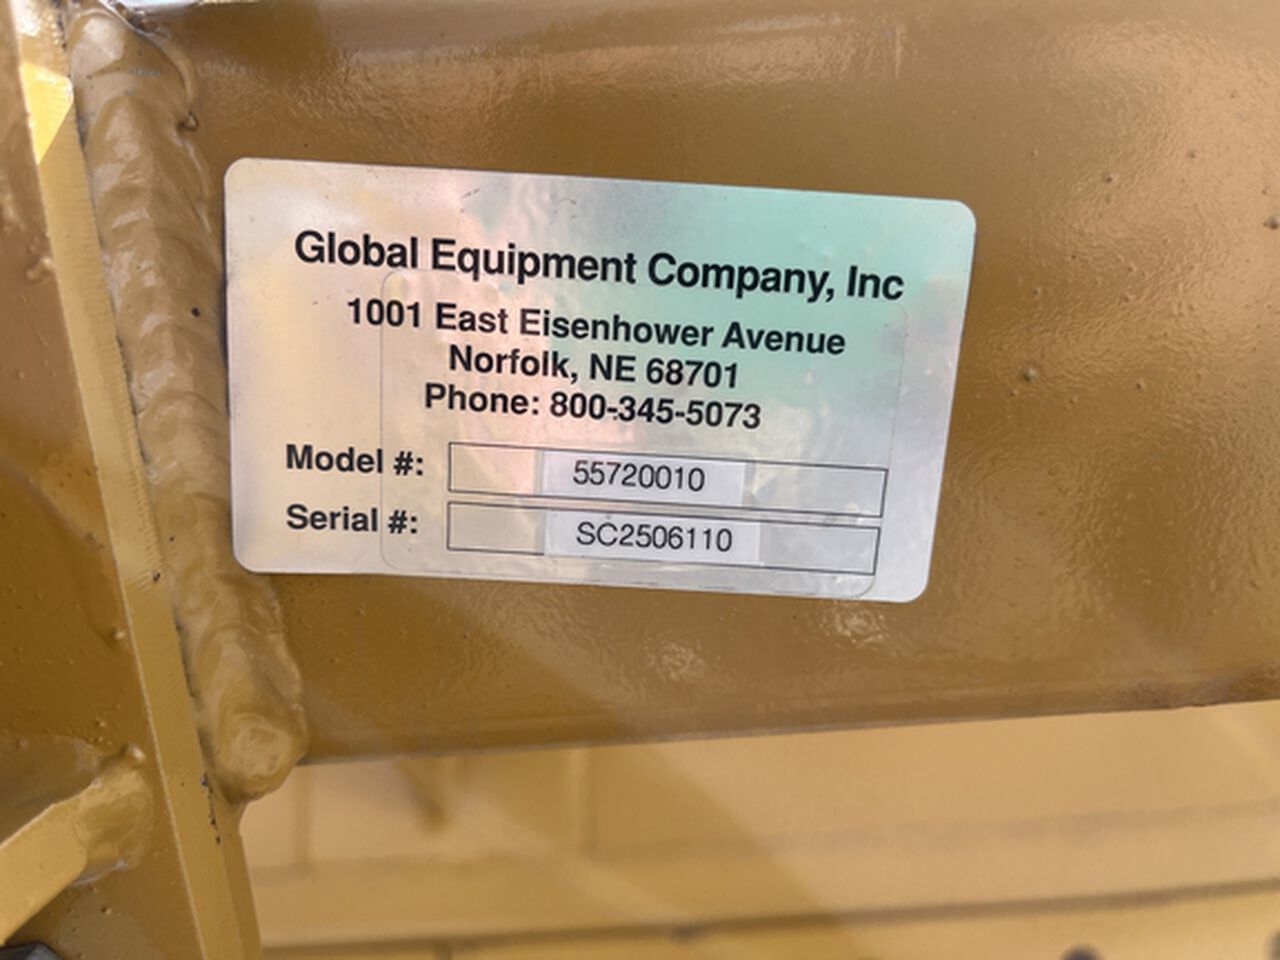 Global Equipment Company, Inc
1001 East Eisenhower Avenue
Norfolk, NE 68701
Phone: 800-345-5073
Model #: 55720010
Serial #: SC2506110